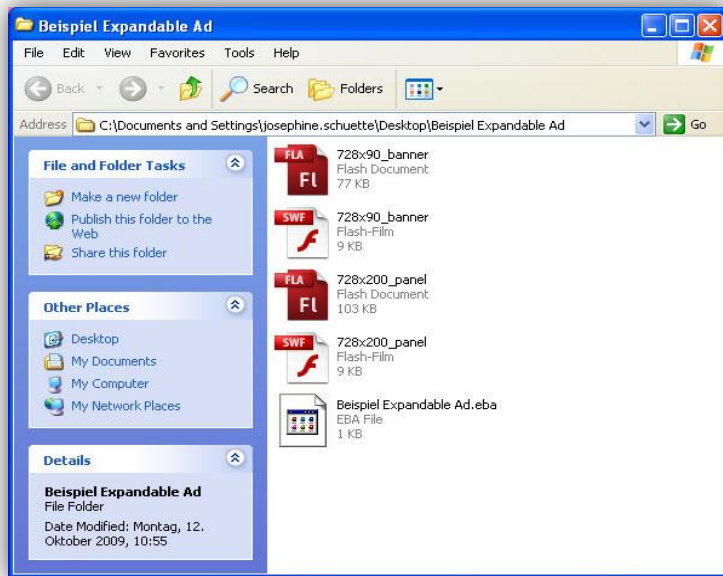 Beispiel Expandable Ad
File Edit View Favorites Tools Help
Back Search Folders
Address C:\Documents and Settings\josephine.schuette\Desktop\Beispiel Expandable Ad Go
File and Folder Tasks
Make a new folder
Publish this folder to the
Web
Share this folder
Other Places
Desktop
My Documents
My Computer
My Network Places
Details
Beispiel Expandable Ad
File Folder
Date Modified: Montag, 12.
Oktober 2009, 10:55
FLA
Fl
728x90_banner
Flash Document
77 KB
SWF
728x90_banner
Flash-Film
9 KB
FLA
Fl
728x200_panel
Flash Document
103 KB
SWF
728x200_panel
Flash-Film
9 KB
Beispiel Expandable Ad.eba
EBA File
1 KB